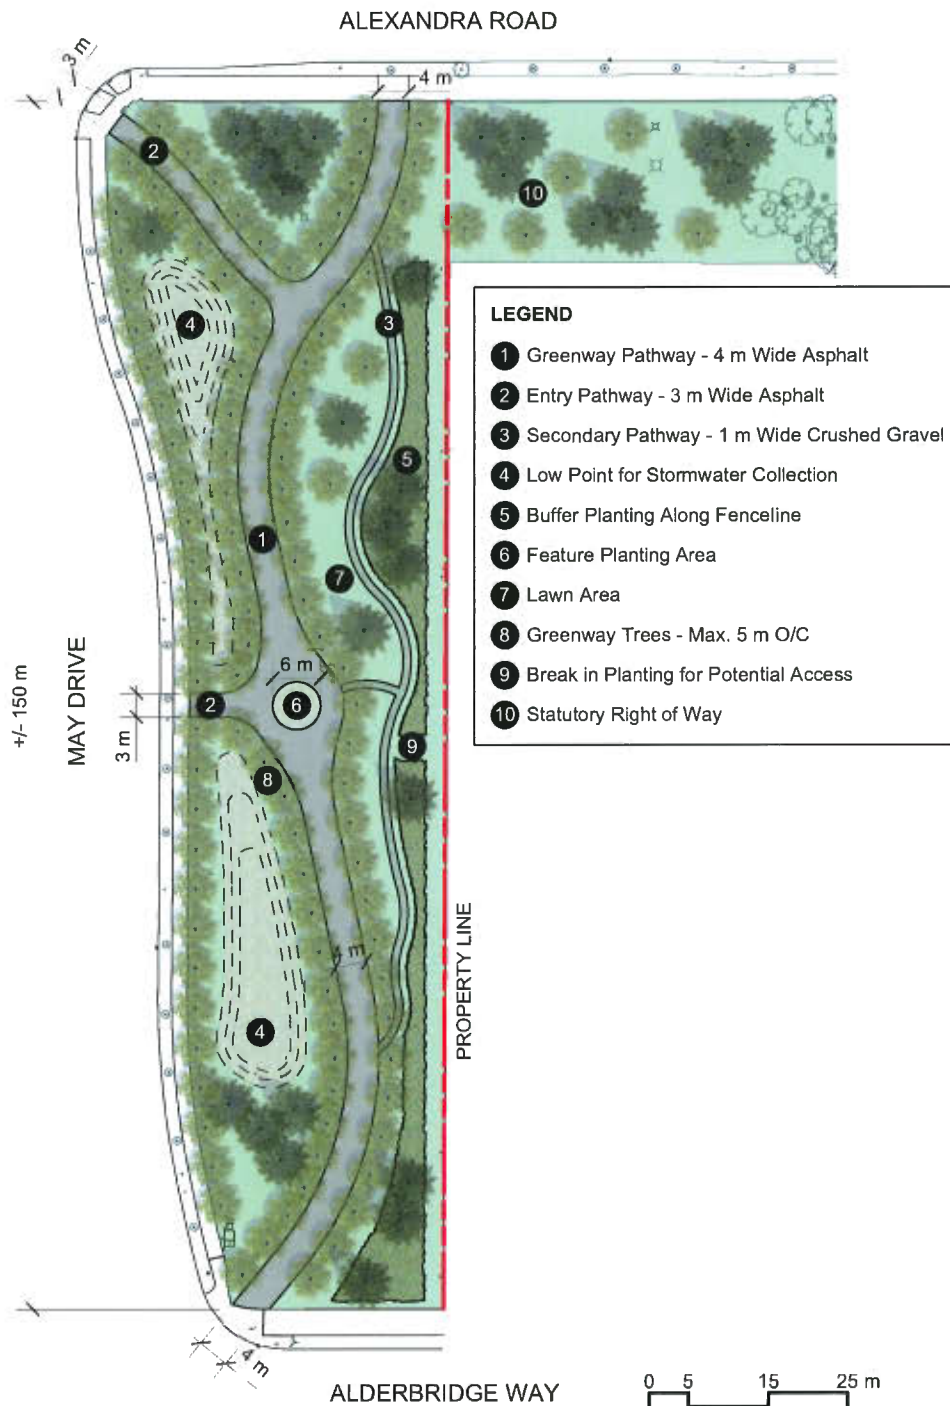 ALEXANDRA ROAD
3 m
4 m
2
10
4
3
LEGEND
1 Greenway Pathway - 4 m Wide Asphalt
2 Entry Pathway - 3 m Wide Asphalt
3 Secondary Pathway - 1 m Wide Crushed Gravel
4 Low Point for Stormwater Collection
5 Buffer Planting Along Fenceline
6 Feature Planting Area
7 Lawn Area
8 Greenway Trees - Max. 5 m O/C
9 Break in Planting for Potential Access
10 Statutory Right of Way
5
1
7
+/- 150 m
MAY DRIVE
6 m
2
6
3 m
9
8
4 m
PROPERTY LINE
4
4 m
ALDERBRIDGE WAY
0 5 15 25 m